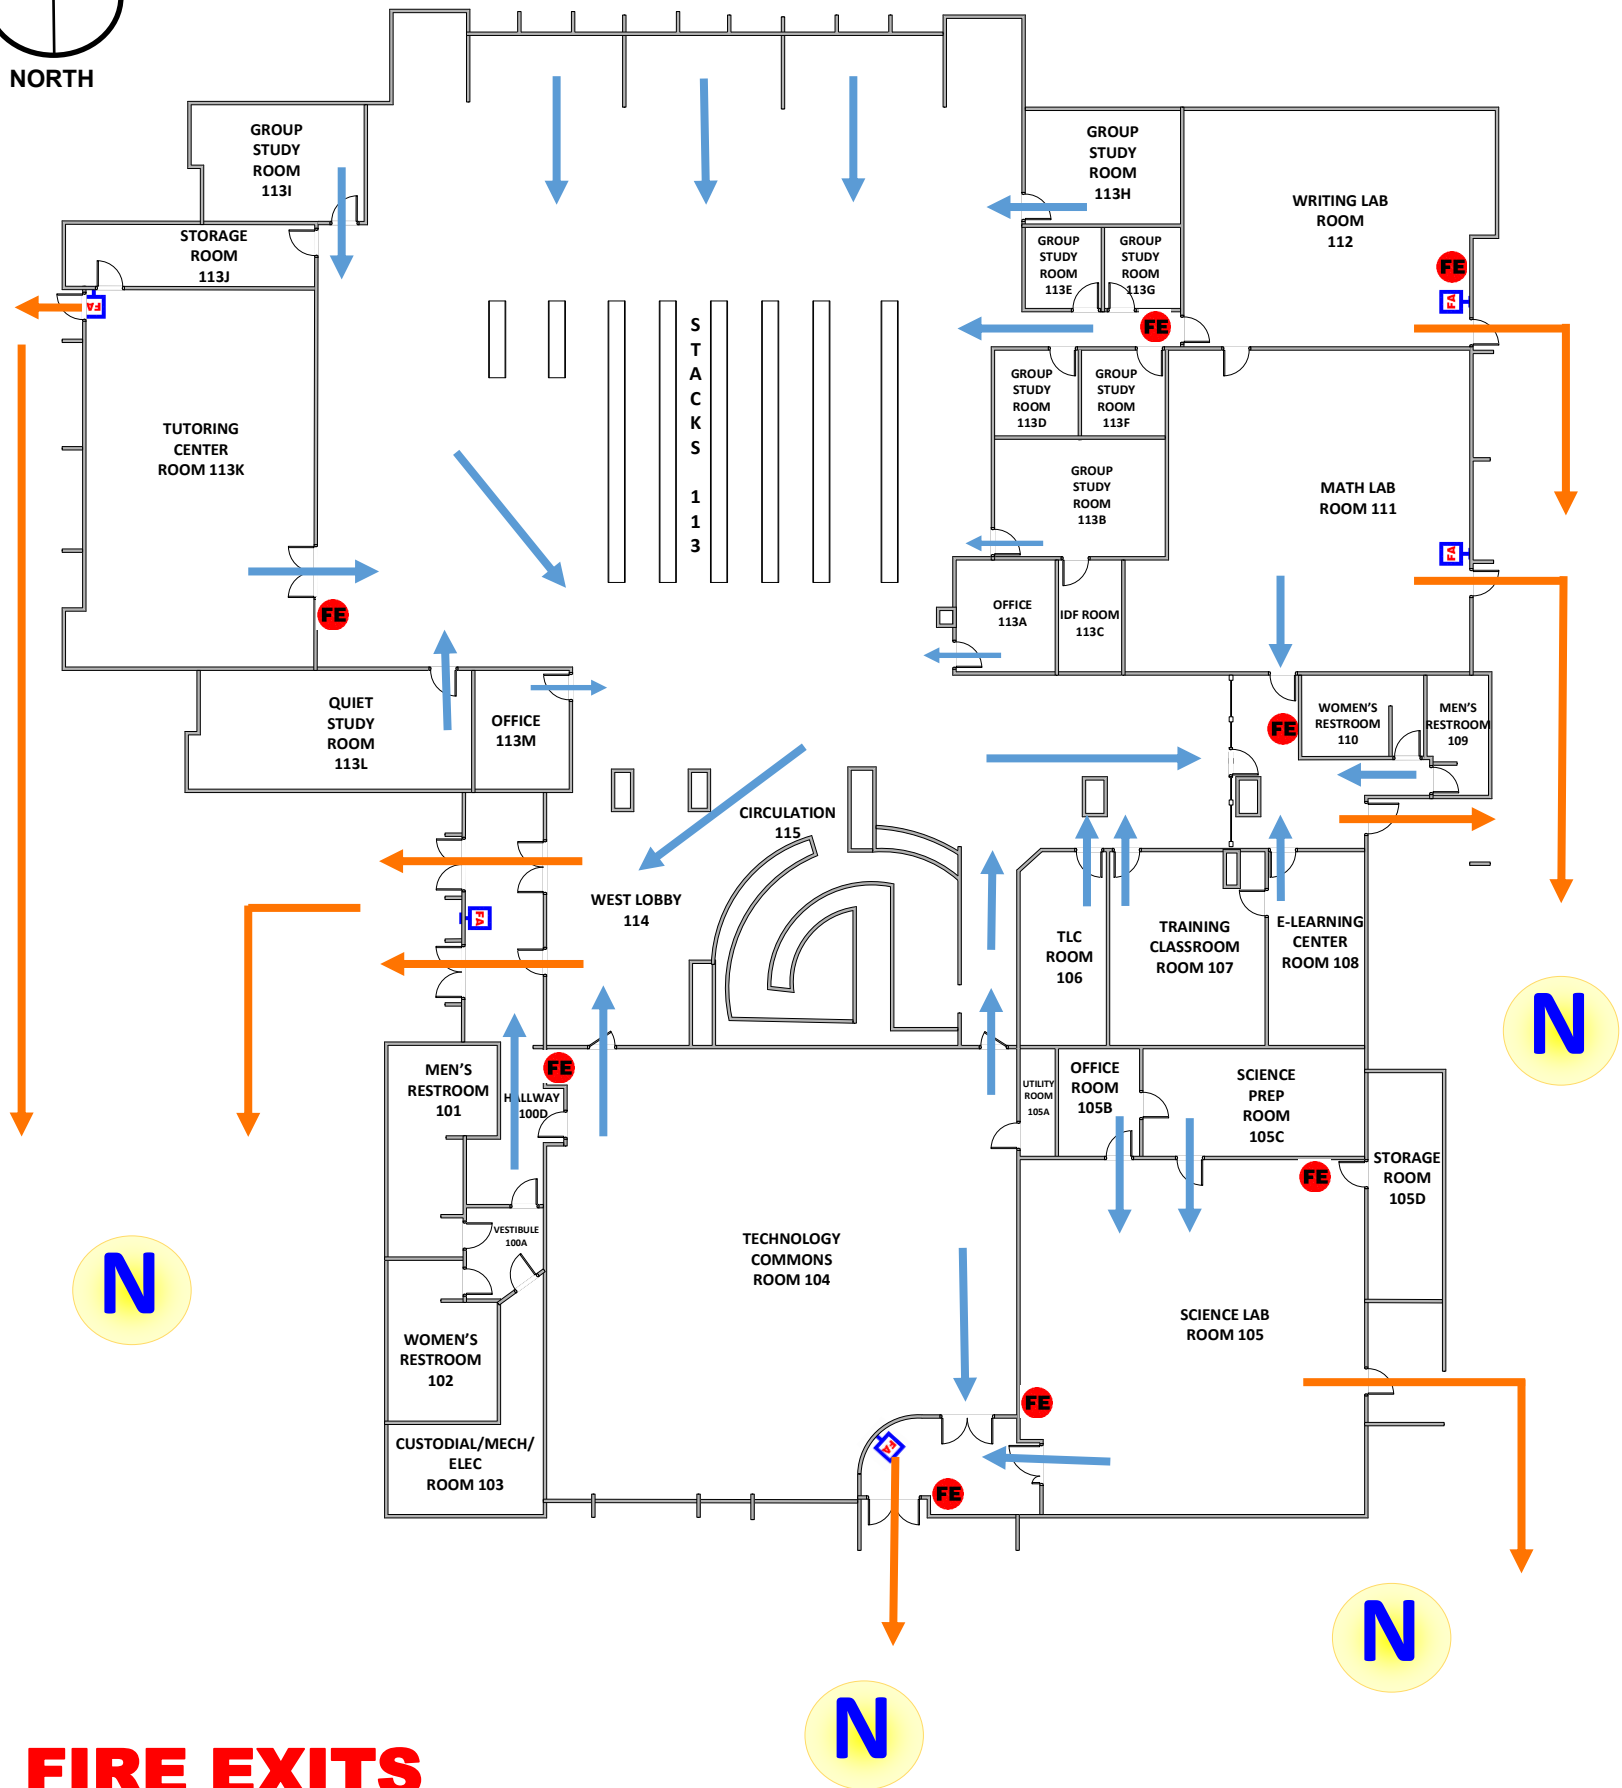 NORTH
GROUP
STUDY
ROOM
113I
STORAGE
ROOM
113J
FA
TUTORING
CENTER
ROOM 113K
FE
QUIET
STUDY
ROOM
113L
OFFICE
113M
S
T
A
C
K
S
1
1
3
GROUP
STUDY
ROOM
113H
GROUP
STUDY
ROOM
113E
GROUP
STUDY
ROOM
113G
FE
WRITING LAB
ROOM
112
FE
FA
GROUP
STUDY
ROOM
113D
GROUP
STUDY
ROOM
113F
GROUP
STUDY
ROOM
113B
MATH LAB
ROOM 111
FA
OFFICE
113A
IDF ROOM
113C
FE
WOMEN'S
RESTROOM
110
MEN'S
RESTROOM
109
CIRCULATION
115
WEST LOBBY
114
FA
TLC
ROOM
106
TRAINING
CLASSROOM
ROOM 107
E-LEARNING
CENTER
ROOM 108
N
MEN'S
RESTROOM
101
HALLWAY
100D
FE
UTILITY
ROOM
105A
OFFICE
ROOM
105B
SCIENCE
PREP
ROOM
105C
FE
STORAGE
ROOM
105D
VESTIBULE
100A
N
WOMEN'S
RESTROOM
102
CUSTODIAL/MECH/
ELEC
ROOM 103
TECHNOLOGY
COMMONS
ROOM 104
SCIENCE LAB
ROOM 105
FE
FA
FE
N
N
FIRE EXITS